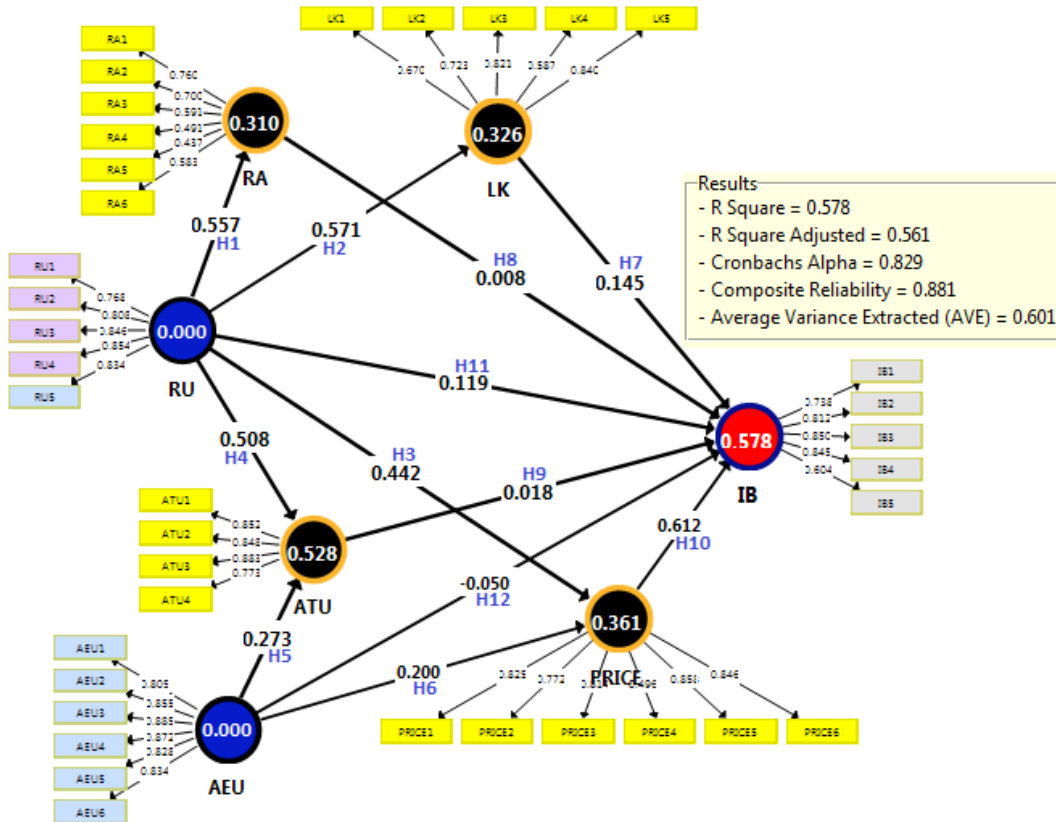 RA1
RA2
RA3
RA4
RA5
RA6
0.760
0.700
0.591
0.491
0.437
0.583
0.310
RA
LK1
LK2
LK3
LK4
LK5
0.670
0.723
0.821
0.587
0.840
0.326
LK
Results
- R Square = 0.578
- R Square Adjusted = 0.561
- Cronbachs Alpha = 0.829
- Composite Reliability = 0.881
- Average Variance Extracted (AVE) = 0.601
0.557
H1
0.571
H2
H8
0.008
H7
0.145
RU1
RU2
RU3
RU4
RU5
0.768
0.808
0.846
0.854
0.834
0.000
RU
H11
0.119
0.508
H4
H3
0.442
H9
0.018
IB1
IB2
IB3
IB4
IB5
0.738
0.812
0.850
0.845
0.604
0.578
IB
ATU1
ATU2
ATU3
ATU4
0.852
0.848
0.883
0.773
0.528
ATU
0.612
H10
-0.050
H12
0.273
H5
0.200
H6
0.361
PRICE
0.825
0.772
0.858
0.846
PRICE1
PRICE2
PRICE3
PRICE4
PRICE5
PRICE6
AEU1
AEU2
AEU3
AEU4
AEU5
AEU6
0.805
0.855
0.885
0.872
0.828
0.834
0.000
AEU